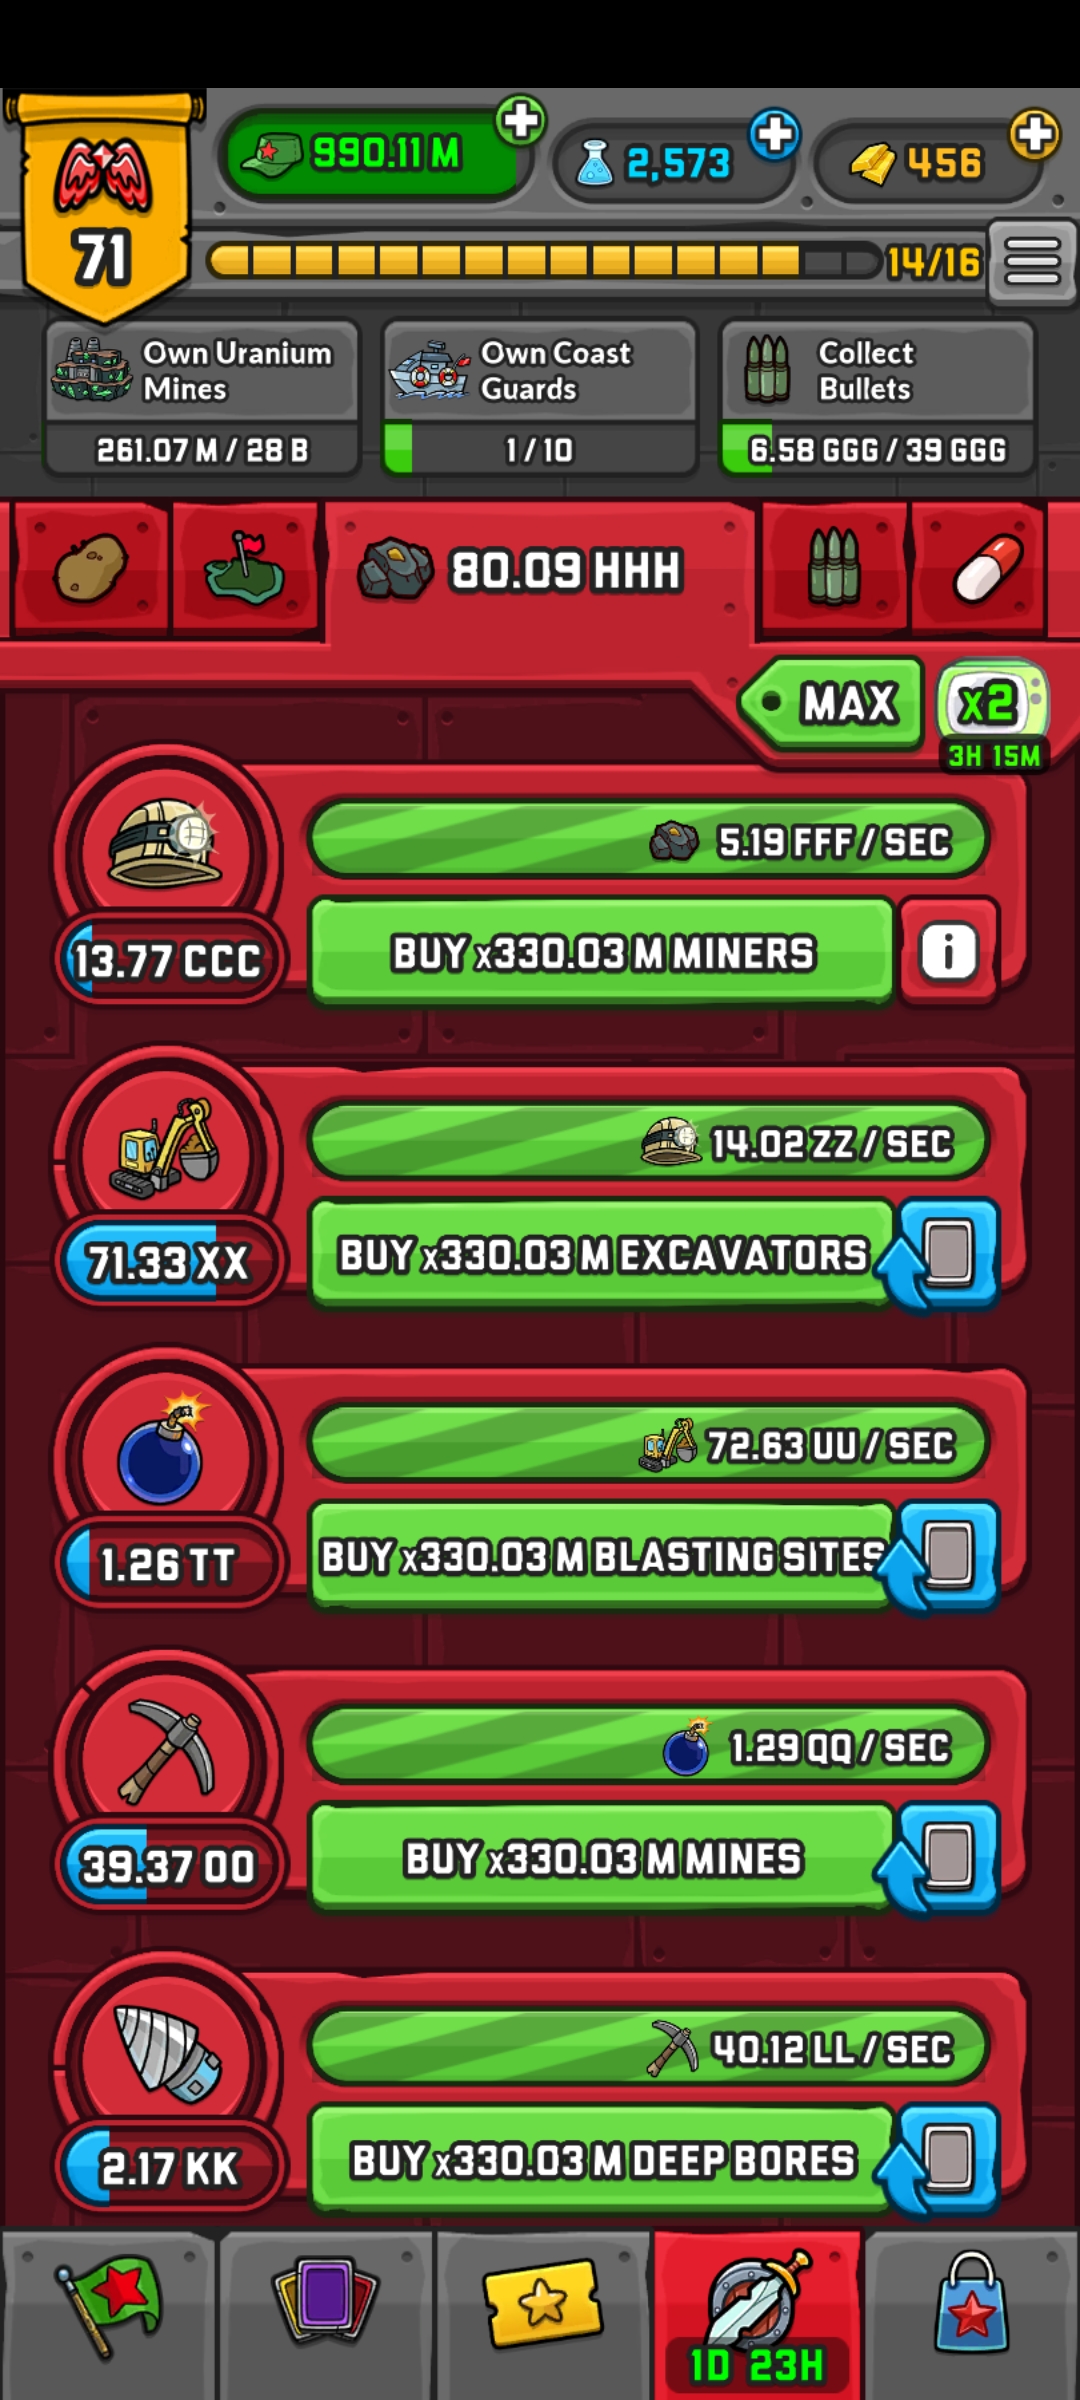 990.11 M
2,573
456
71
14/16
Own Uranium
Mines
261.07 M / 28 B
Own Coast
Guards
1 / 10
Collect
Bullets
6.58 GGG / 39 GGG
80.09 HHH
MAX
x2
3H 15M
5.19 FFF / SEC
13.77 CCC
BUY x330.03 M MINERS
i
14.02 ZZ / SEC
71.33 XX
BUY x330.03 M EXCAVATORS
72.63 UU / SEC
1.26 TT
BUY x330.03 M BLASTING SITES
1.29 QQ / SEC
39.37 OO
BUY x330.03 M MINES
40.12 LL / SEC
2.17 KK
BUY x330.03 M DEEP BORES
1D 23H